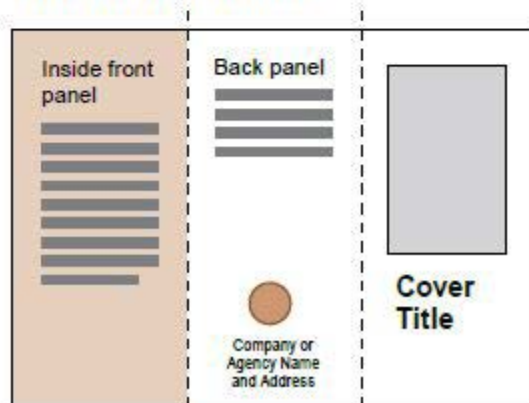 Inside front
panel
Back panel
Company or
Agency Name
and Address
Cover
Title